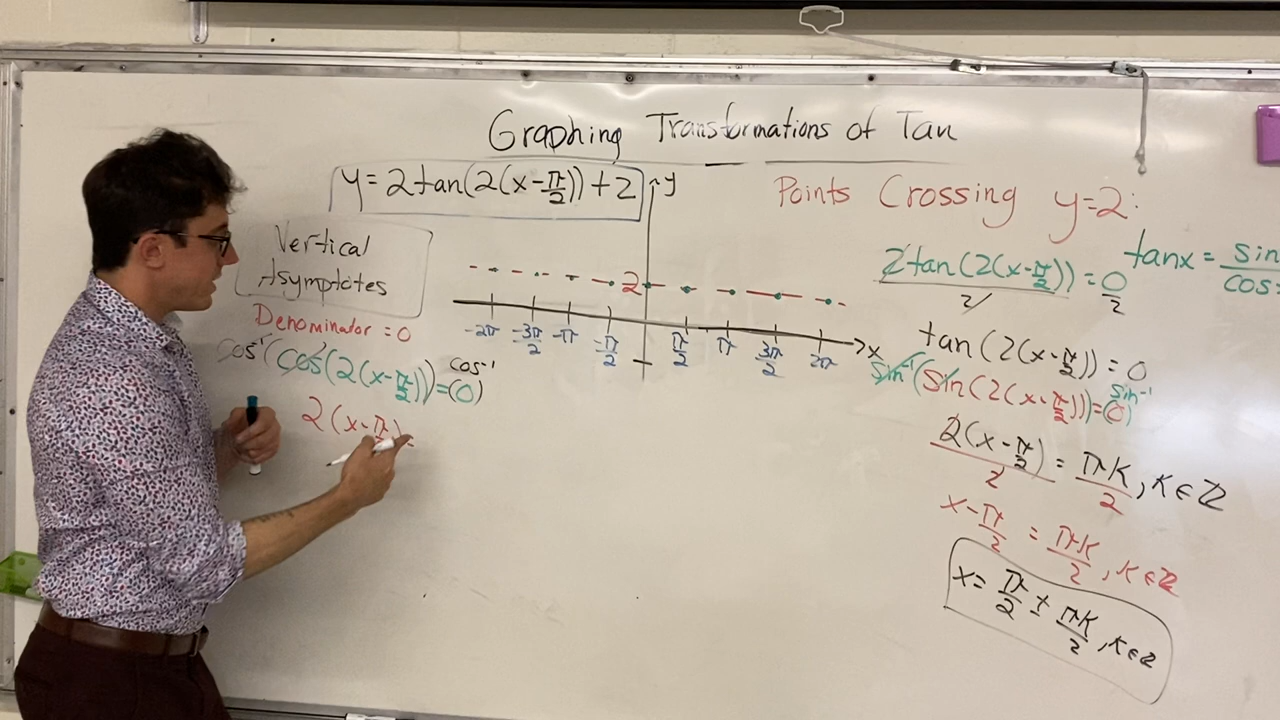 Graphing Transformations of Tan
y=2tan(2(x-π/2))+2
y
Points Crossing y=2:
Vertical
Asymptotes
2
-2π -3π/2 -π -π/2 π/2 π 3π/2 2π x
Denominator = 0
cos⁻¹(cos(2(x-π/2)))=cos⁻¹(0)
2(x-π/2)=
2tan(2(x-π/2))/2=0/2
tanx= sin/cos
tan(2(x-π/2))=0
sin⁻¹(sin(2(x-π/2)))=sin⁻¹(0)
2(x-π/2)/2=πK/2, K∈ℤ
x-π/2=πK/2, K∈ℤ
x=π/2±πK/2, K∈ℤ